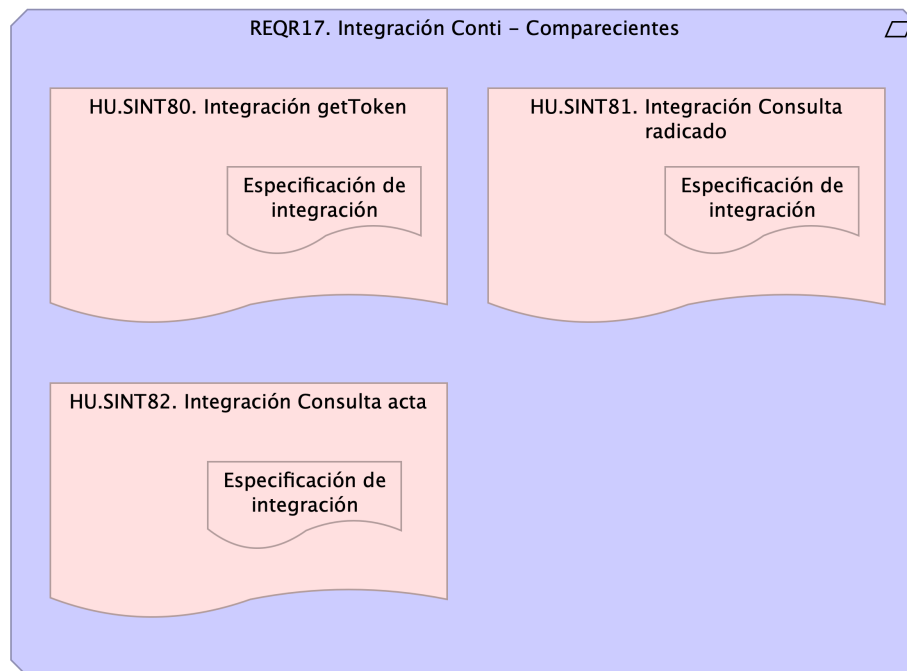 REQR17. Integración Conti – Comparecientes
HU.SINT80. Integración getToken
Especificación de
integración
HU.SINT81. Integración Consulta
radicado
Especificación de
integración
HU.SINT82. Integración Consulta acta
Especificación de
integración